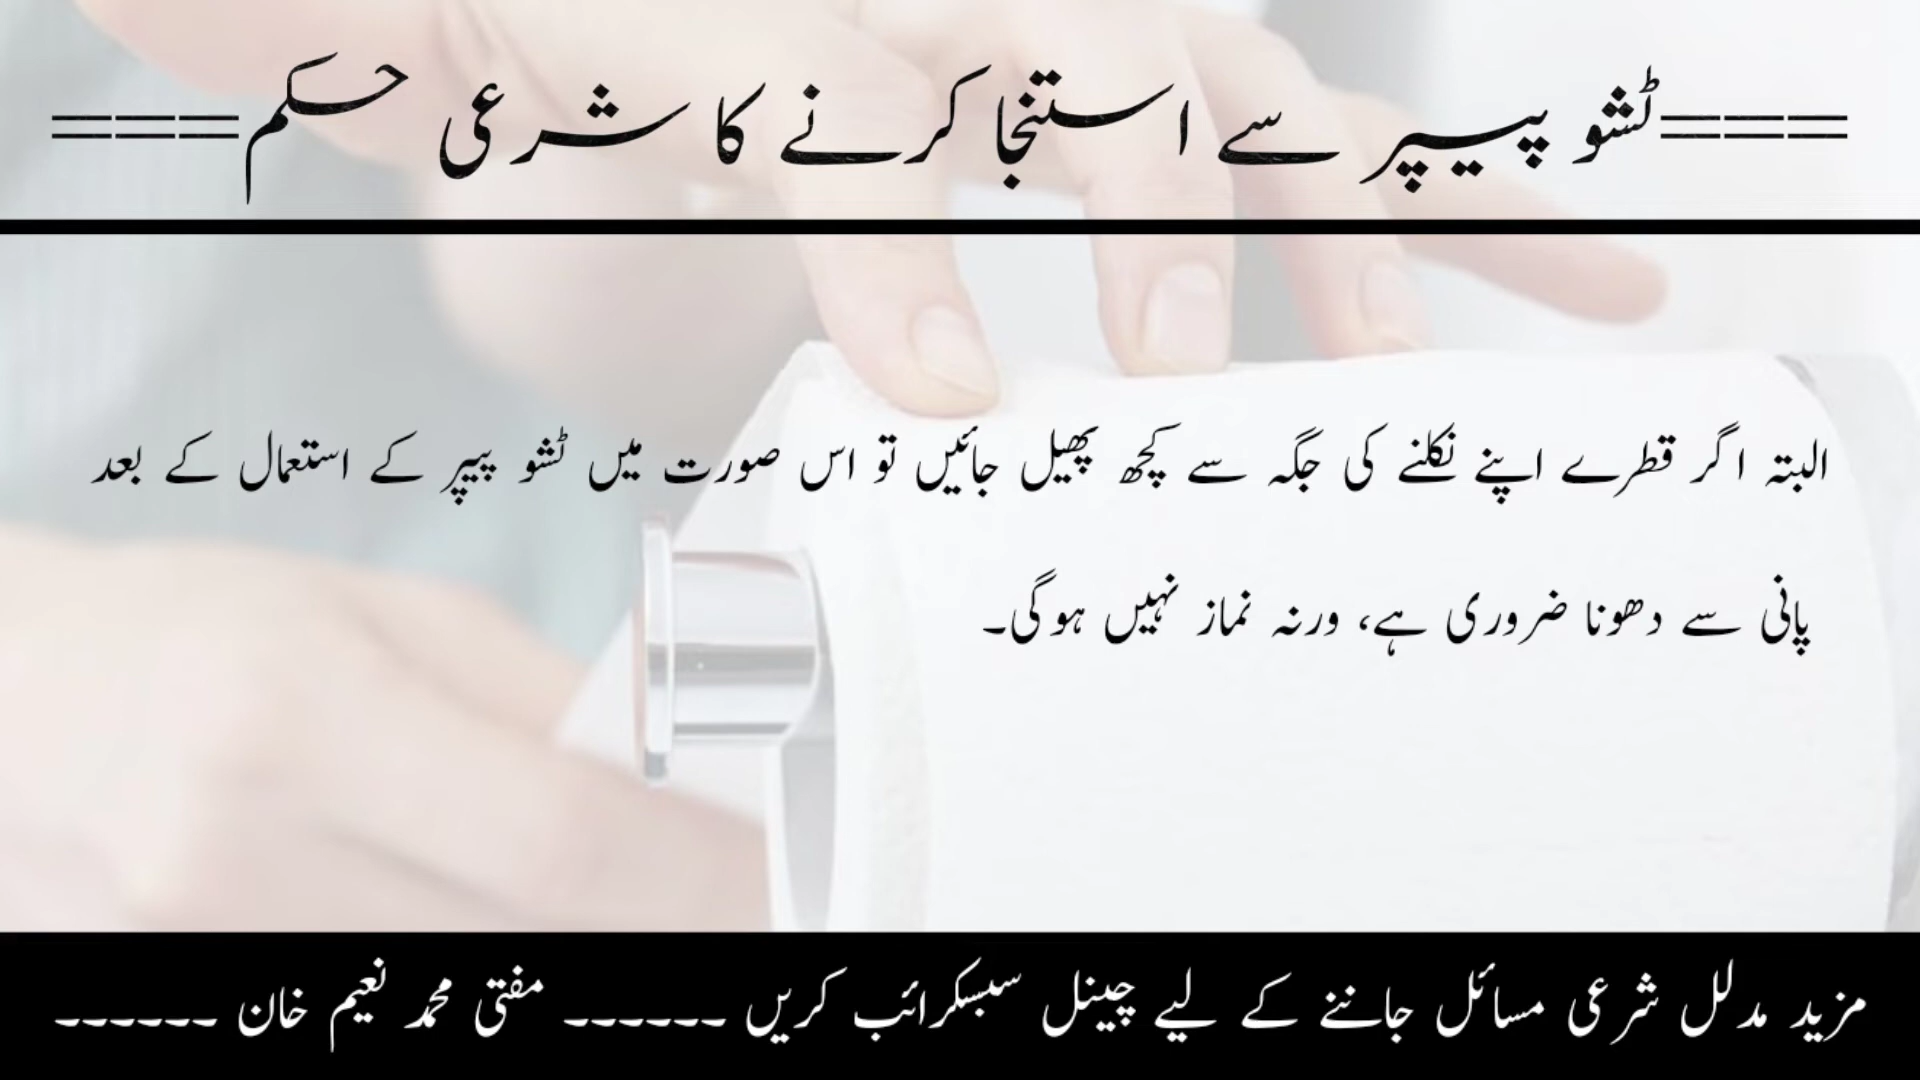 ===ٹشو پیپر سے استنجا کرنے کا شرعی حکم===
البتہ اگر قطرے اپنے نکلنے کی جگہ سے کچھ پھیل جائیں تو اس صورت میں ٹشو پیپر کے استعمال کے بعد
پانی سے دھونا ضروری ہے، ورنہ نماز نہیں ہوگی۔
مزید مدلل شرعی مسائل جاننے کے لیے چینل سبسکرائب کریں ۔۔۔۔۔۔ مفتی محمد نعیم خان ۔۔۔۔۔۔